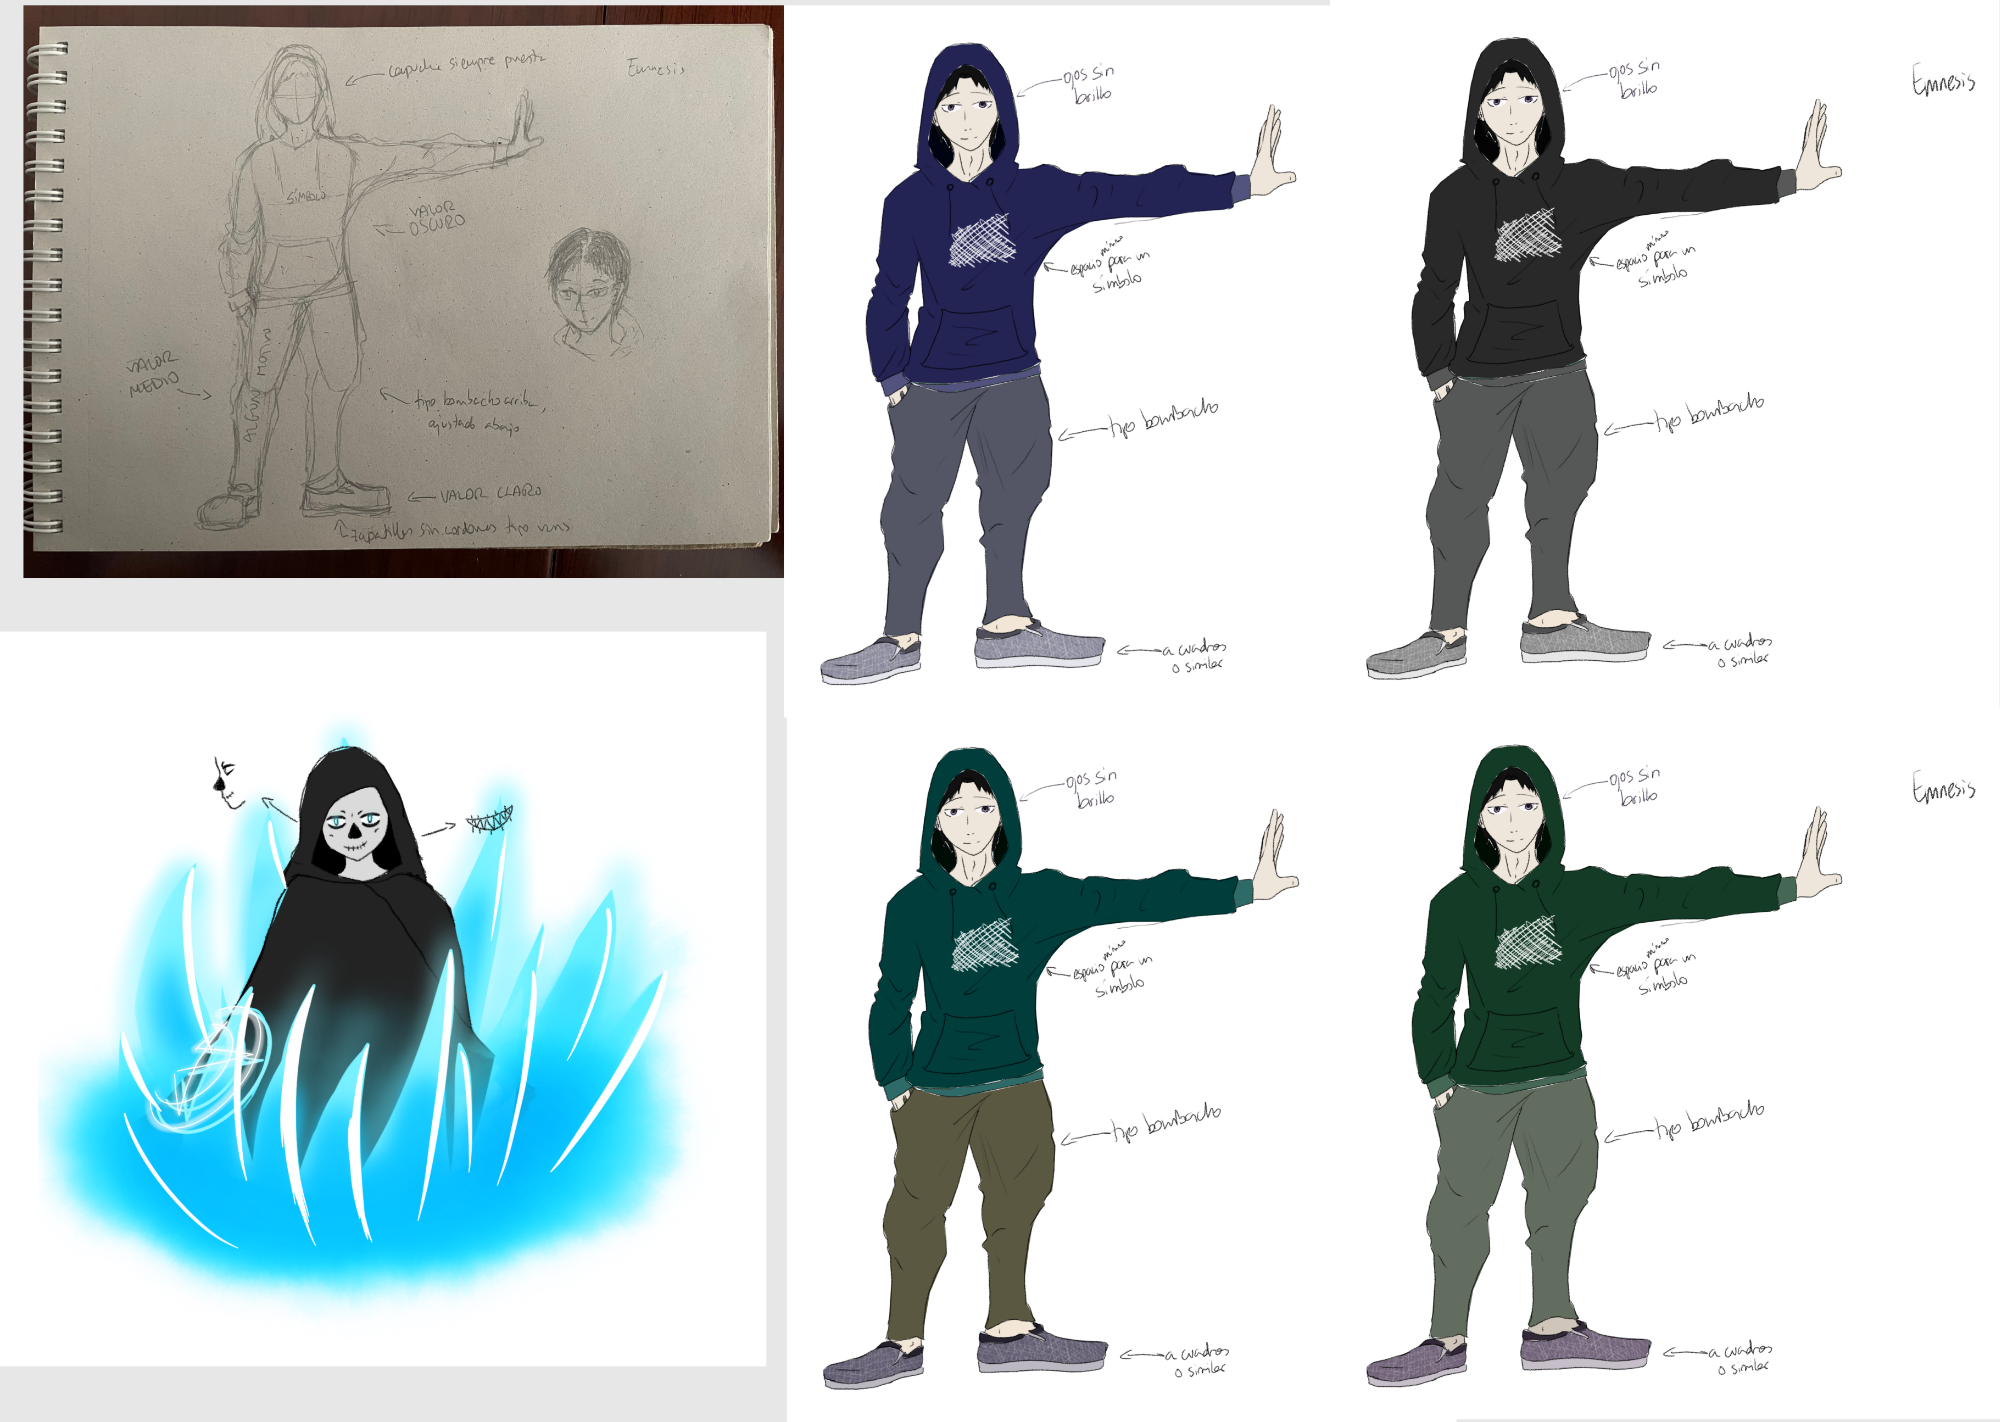 capucha siempre puesta
Emnesis
SÍMBOLO
VALOR
OSCURO
VALOR
MEDIO
ALGÚN MOTIVO
tipo bombacho arriba,
ajustado abajo
VALOR CLARO
zapatillas sin cordones tipo vans
ojos sin
brillo
espacio para un
símbolo
tipo bombacho
a cuadros
o similar
ojos sin
brillo
Emnesis
espacio para un
símbolo
tipo bombacho
a cuadros
o similar
ojos sin
brillo
espacio para un
símbolo
tipo bombacho
a cuadros
o similar
ojos sin
brillo
Emnesis
espacio para un
símbolo
tipo bombacho
a cuadros
o similar